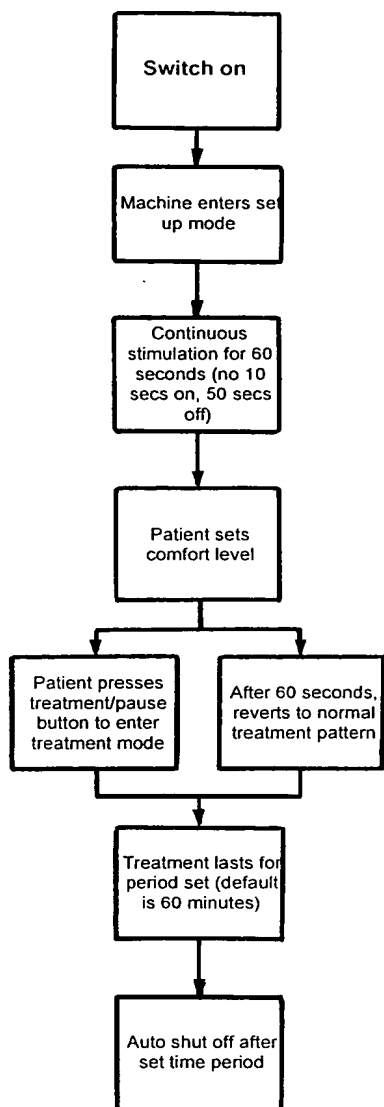 Switch on
Machine enters set
up mode
Continuous
stimulation for 60
seconds (no 10
secs on, 50 secs
off)
Patient sets
comfort level
Patient presses
treatment/pause
button to enter
treatment mode
After 60 seconds,
reverts to normal
treatment pattern
Treatment lasts for
period set (default
is 60 minutes)
Auto shut off after
set time period